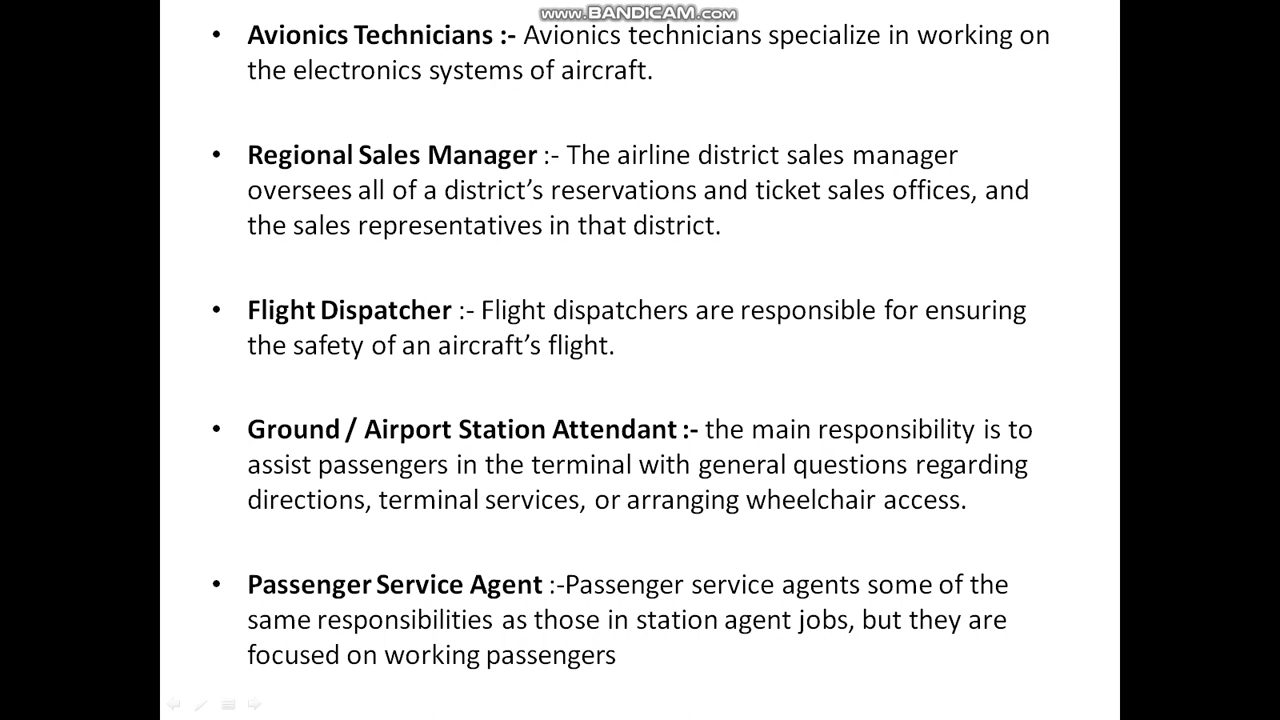 www.BANDICAM.com
• Avionics Technicians :- Avionics technicians specialize in working on
the electronics systems of aircraft.
• Regional Sales Manager :- The airline district sales manager
oversees all of a district’s reservations and ticket sales offices, and
the sales representatives in that district.
• Flight Dispatcher :- Flight dispatchers are responsible for ensuring
the safety of an aircraft’s flight.
• Ground / Airport Station Attendant :- the main responsibility is to
assist passengers in the terminal with general questions regarding
directions, terminal services, or arranging wheelchair access.
• Passenger Service Agent :-Passenger service agents some of the
same responsibilities as those in station agent jobs, but they are
focused on working passengers